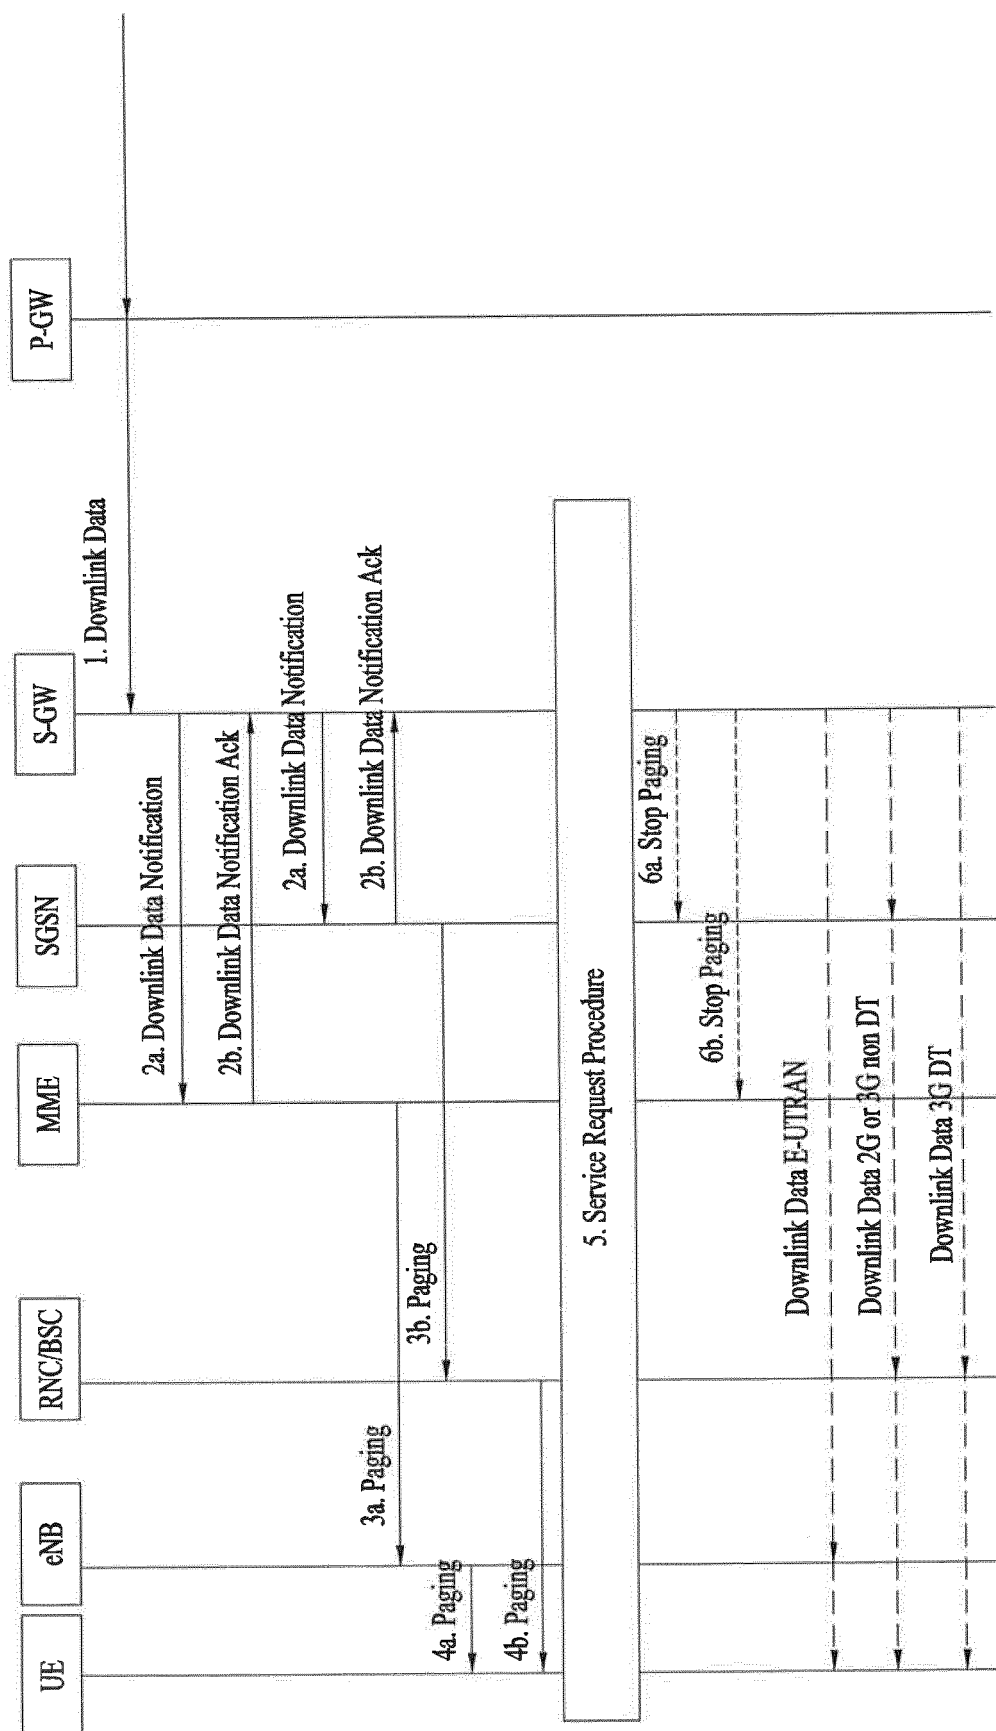 UE
eNB
RNC/BSC
MME
SGSN
S-GW
P-GW
1. Downlink Data
2a. Downlink Data Notification
2b. Downlink Data Notification Ack
2a. Downlink Data Notification
2b. Downlink Data Notification Ack
3a. Paging
3b. Paging
4a. Paging
4b. Paging
5. Service Request Procedure
6a. Stop Paging
6b. Stop Paging
Downlink Data E-UTRAN
Downlink Data 2G or 3G non DT
Downlink Data 3G DT